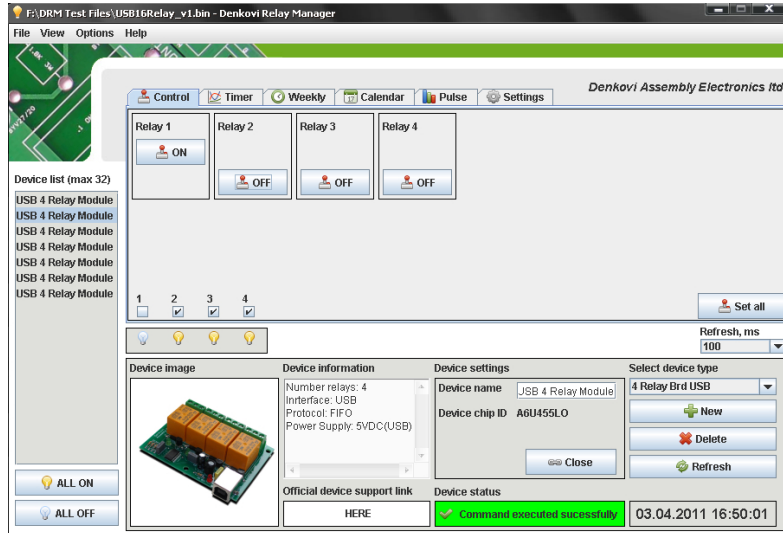 F:\DRM Test Files\USB16Relay_v1.bin - Denkovi Relay Manager
File View Options Help
Denkovi Assembly Electronics ltd
Control Timer Weekly Calendar Pulse Settings
Relay 1 Relay 2 Relay 3 Relay 4
ON
OFF OFF OFF
Device list (max 32)
USB 4 Relay Module
USB 4 Relay Module
USB 4 Relay Module
USB 4 Relay Module
USB 4 Relay Module
USB 4 Relay Module
USB 4 Relay Module
1 2 3 4
Set all
Refresh, ms
100
Device image
Device information
Number relays: 4
Inrterface: USB
Protocol: FIFO
Power Supply: 5VDC(USB)
Official device support link
HERE
Device settings
Device name USB 4 Relay Module
Device chip ID A6U455LO
Close
Device status
Command executed sucessfully
Select device type
4 Relay Brd USB
New
Delete
Refresh
03.04.2011 16:50:01
ALL ON
ALL OFF